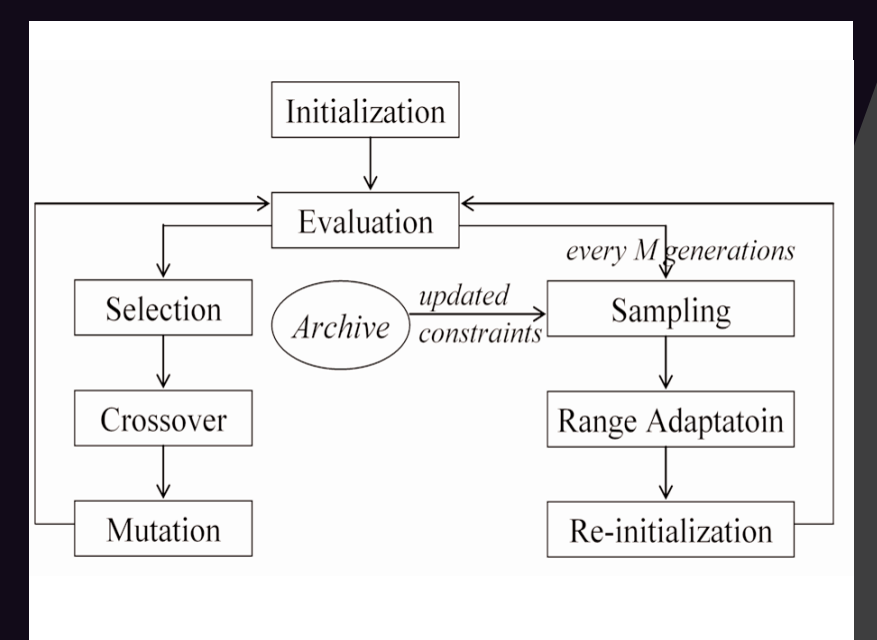 Initialization
Evaluation
every M generations
Selection
Archive
updated
constraints
Sampling
Crossover
Range Adaptatoin
Mutation
Re-initialization